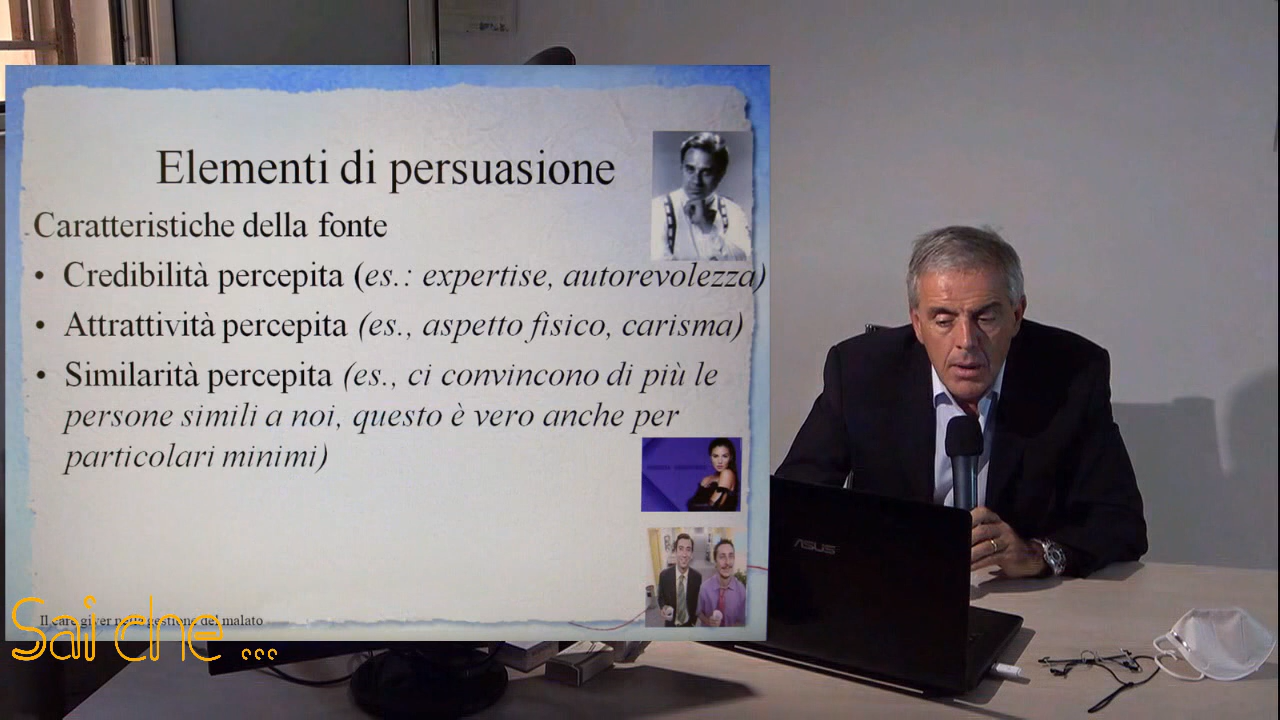 Elementi di persuasione
Caratteristiche della fonte
• Credibilità percepita (es.: expertise, autorevolezza)
• Attrattività percepita (es., aspetto fisico, carisma)
• Similarità percepita (es., ci convincono di più le
persone simili a noi, questo è vero anche per
particolari minimi)
Il care giver nella gestione del malato
Sai che ...
ASUS